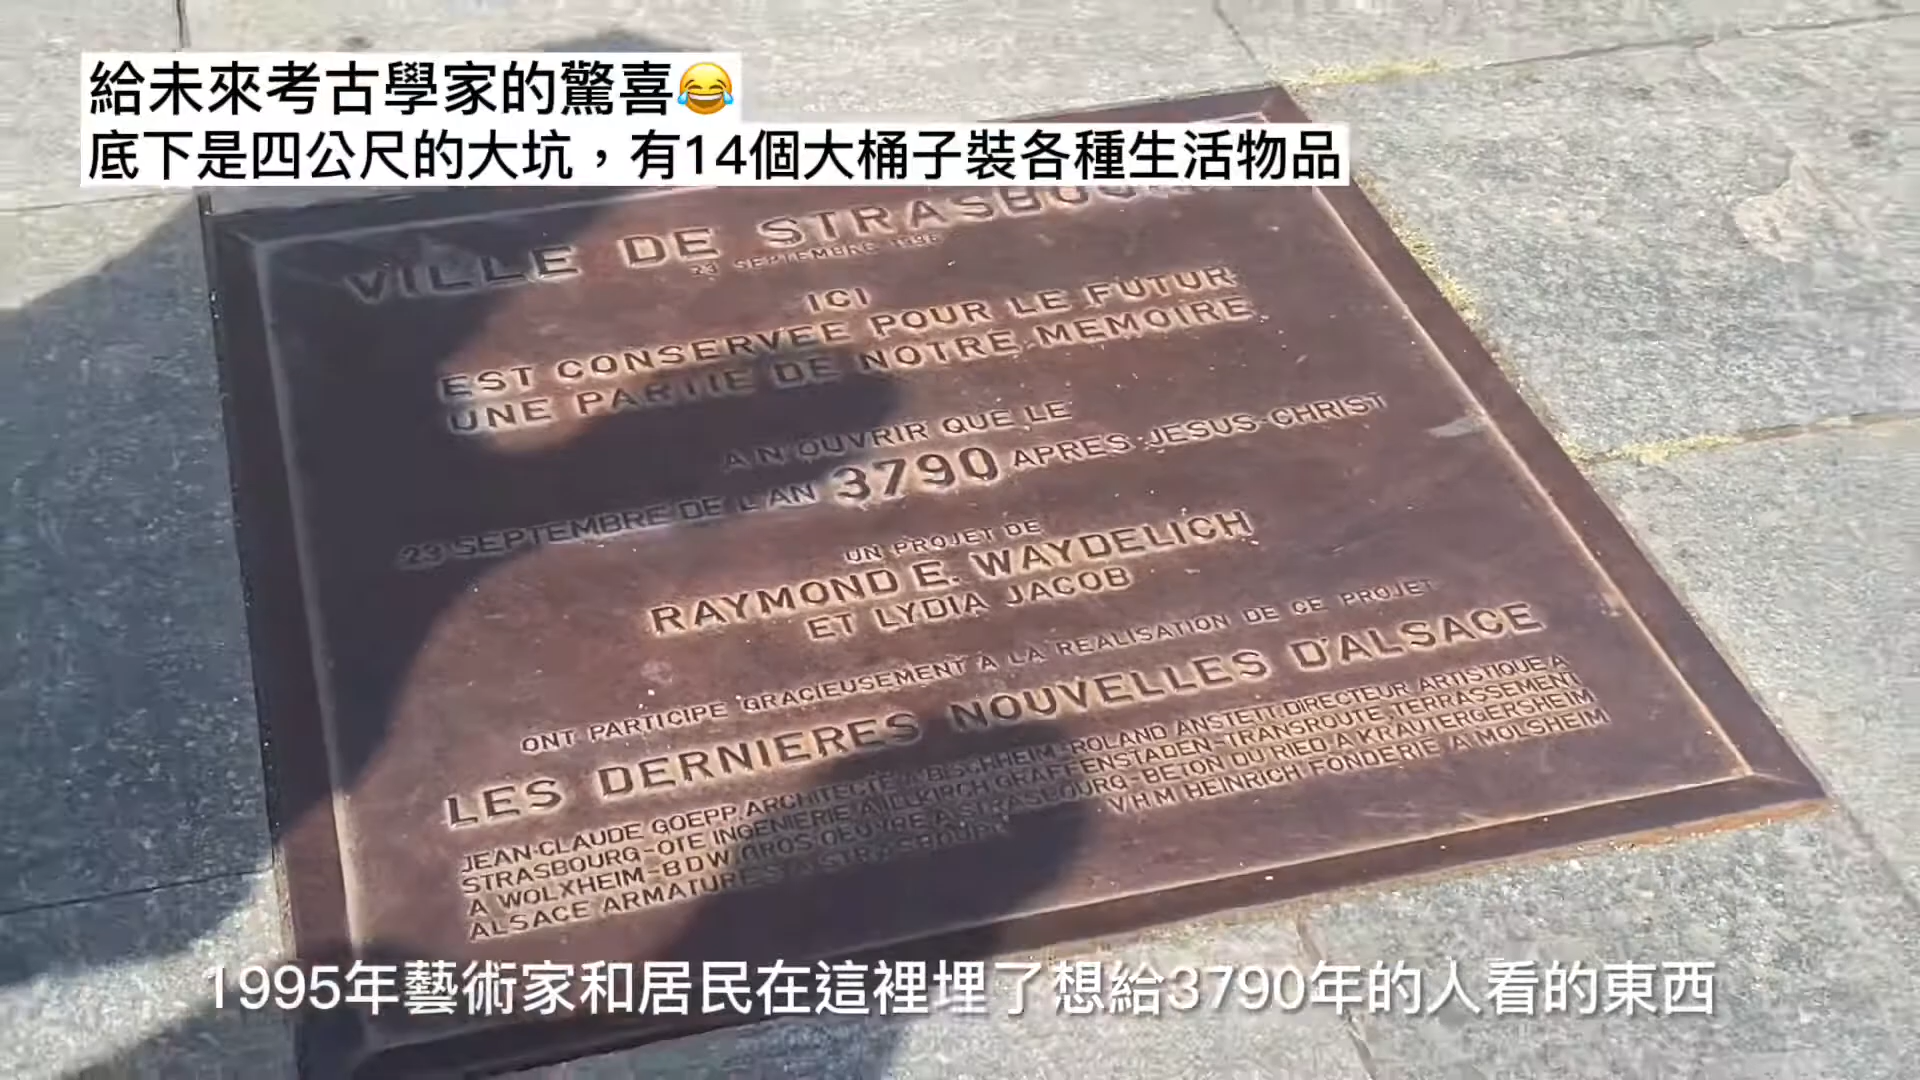 給未來考古學家的驚喜😂
底下是四公尺的大坑，有14個大桶子裝各種生活物品
VILLE DE STRASBOURG
23 SEPTEMBRE 1995
ICI
EST CONSERVEE POUR LE FUTUR
UNE PARTIE DE NOTRE MEMOIRE
A N'OUVRIR QUE LE
23 SEPTEMBRE DE L'AN 3790 APRES JESUS-CHRIST
UN PROJET DE
RAYMOND E. WAYDELICH
ET LYDIA JACOB
ONT PARTICIPE GRACIEUSEMENT A LA REALISATION DE CE PROJET
LES DERNIERES NOUVELLES D'ALSACE
JEAN-CLAUDE GOEPP, ARCHITECTE A BISCHHEIM-ROLAND ANSTETT, DIRECTEUR ARTISTIQUE A
STRASBOURG-OTE INGENIERIE A ILLKIRCH GRAFFENSTADEN-TRANSROUTE, TERRASSEMENT
A WOLXHEIM-BDW GROS OEUVRE A STRASBOURG-BETON DU RIED A KRAUTERGERSHEIM
ALSACE ARMATURES A STRASBOURG VHM HEINRICH FONDERIE A MOLSHEIM
1995年藝術家和居民在這裡埋了想給3790年的人看的東西